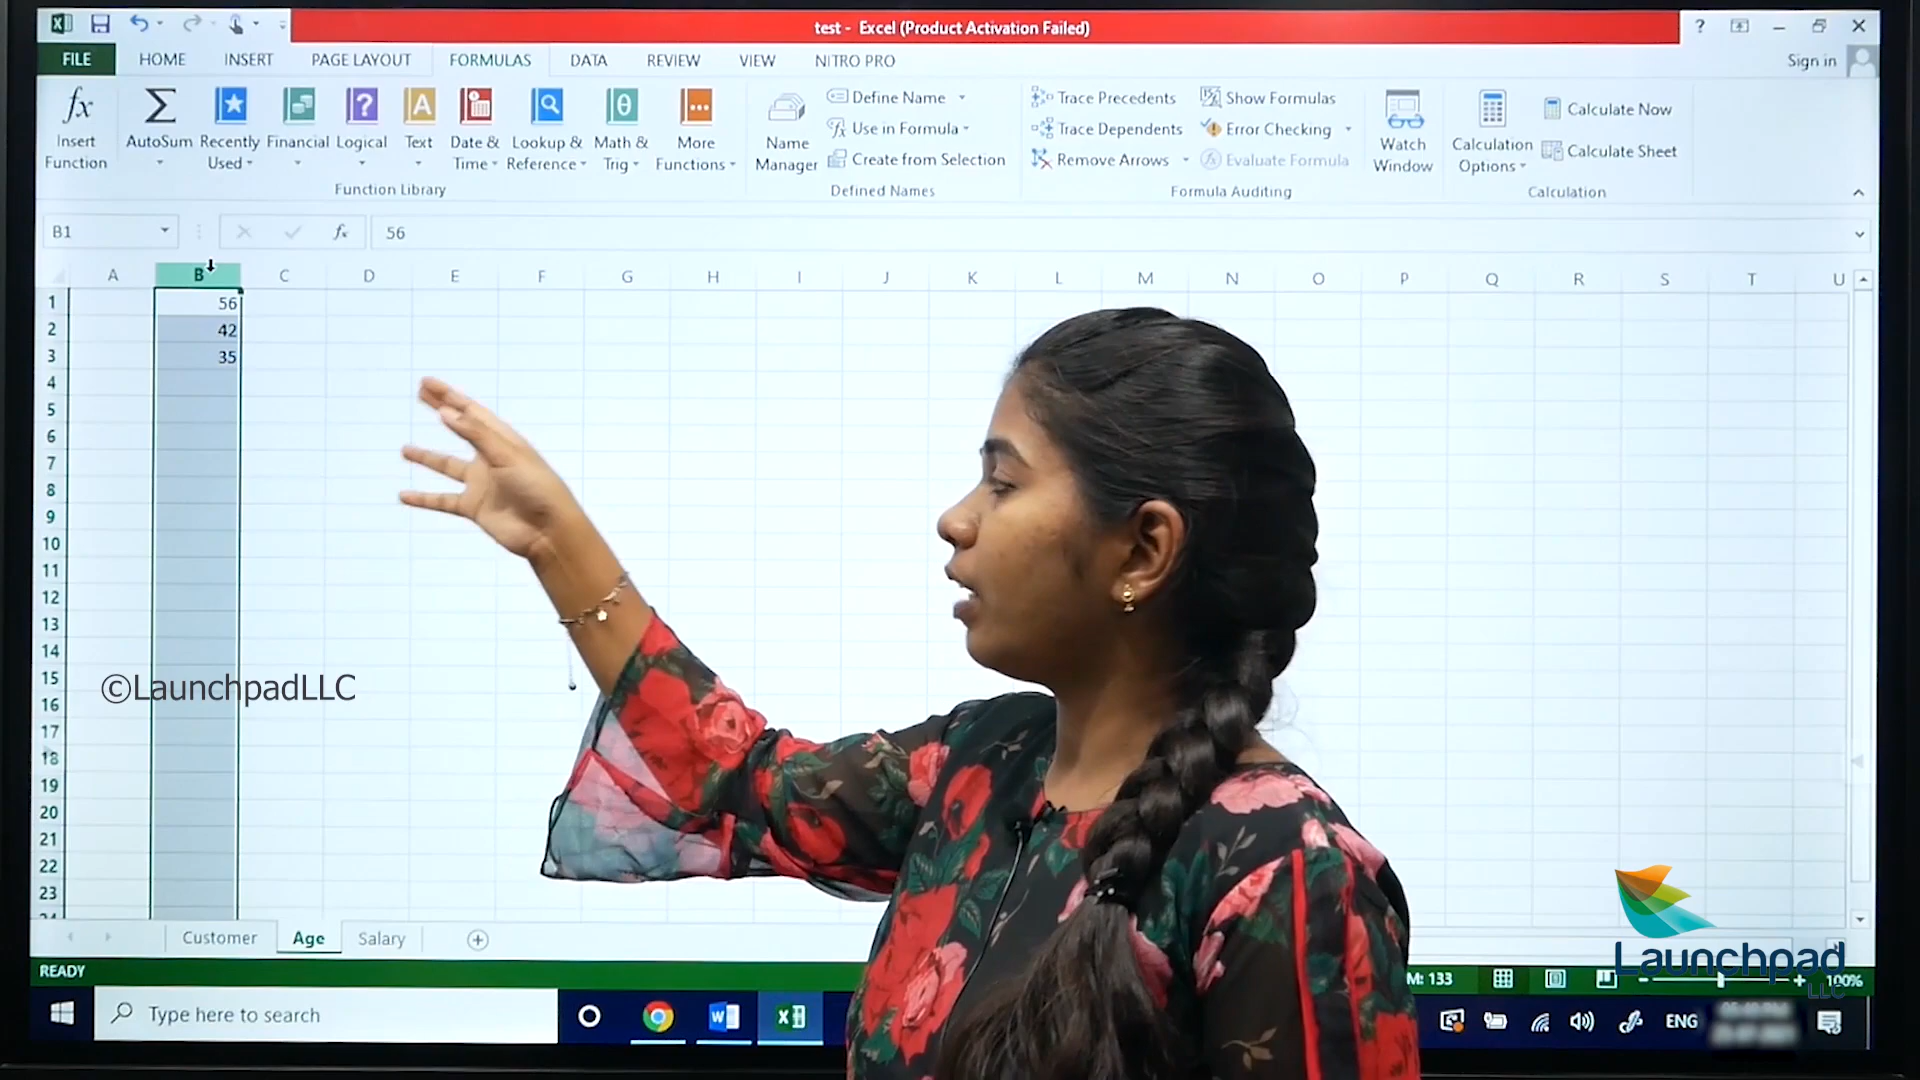 test - Excel (Product Activation Failed)
?
FILE HOME INSERT PAGE LAYOUT FORMULAS DATA REVIEW VIEW NITRO PRO Sign in
fx Insert Function
Σ AutoSum
Recently Used
Financial
Logical
Text
Date & Time
Lookup & Reference
Math & Trig
More Functions
Function Library
Name Manager
Define Name
Use in Formula
Create from Selection
Defined Names
Trace Precedents
Trace Dependents
Remove Arrows
Show Formulas
Error Checking
Evaluate Formula
Formula Auditing
Watch Window
Calculation Options
Calculate Now
Calculate Sheet
Calculation
B1 fx 56
A B C D E F G H I J K L M N O P Q R S T U
1 56
2 42
3 35
4
5
6
7
8
9
10
11
12
13
14
15
16
17
18
19
20
21
22
23
©LaunchpadLLC
Customer Age Salary
Launchpad
LLC
READY
M: 133
100%
Type here to search
ENG